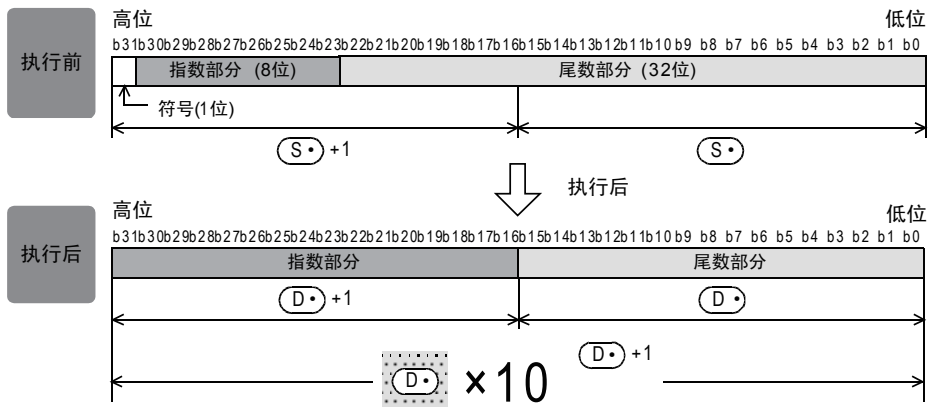 执行前
高位 低位
b31b30b29b28b27b26b25b24b23b22b21b20b19b18b17b16b15b14b13b12b11b10 b9 b8 b7 b6 b5 b4 b3 b2 b1 b0
指数部分 (8位) 尾数部分 (32位)
符号(1位)
S• +1 S•
执行后
执行后
高位 低位
b31b30b29b28b27b26b25b24b23b22b21b20b19b18b17b16b15b14b13b12b11b10 b9 b8 b7 b6 b5 b4 b3 b2 b1 b0
指数部分 尾数部分
D• +1 D•
D• ×10 D• +1